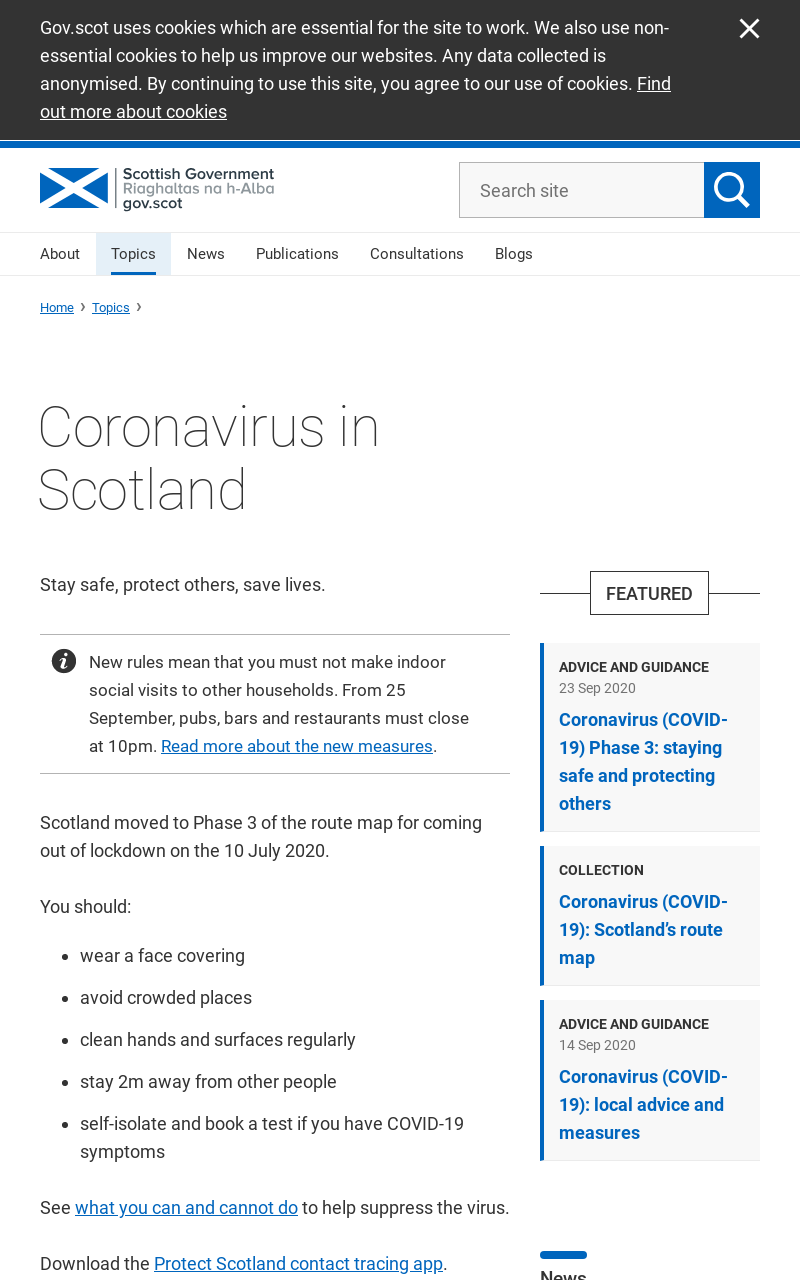 Gov.scot uses cookies which are essential for the site to work. We also use non-
essential cookies to help us improve our websites. Any data collected is
anonymised. By continuing to use this site, you agree to our use of cookies. Find
out more about cookies
Scottish Government
Riaghaltas na h-Alba
gov.scot
Search site
About Topics News Publications Consultations Blogs
Home › Topics ›
Coronavirus in
Scotland
Stay safe, protect others, save lives.
New rules mean that you must not make indoor
social visits to other households. From 25
September, pubs, bars and restaurants must close
at 10pm. Read more about the new measures.
Scotland moved to Phase 3 of the route map for coming
out of lockdown on the 10 July 2020.
You should:
• wear a face covering
• avoid crowded places
• clean hands and surfaces regularly
• stay 2m away from other people
• self-isolate and book a test if you have COVID-19
symptoms
See what you can and cannot do to help suppress the virus.
Download the Protect Scotland contact tracing app.
FEATURED
ADVICE AND GUIDANCE
23 Sep 2020
Coronavirus (COVID-
19) Phase 3: staying
safe and protecting
others
COLLECTION
Coronavirus (COVID-
19): Scotland’s route
map
ADVICE AND GUIDANCE
14 Sep 2020
Coronavirus (COVID-
19): local advice and
measures
News